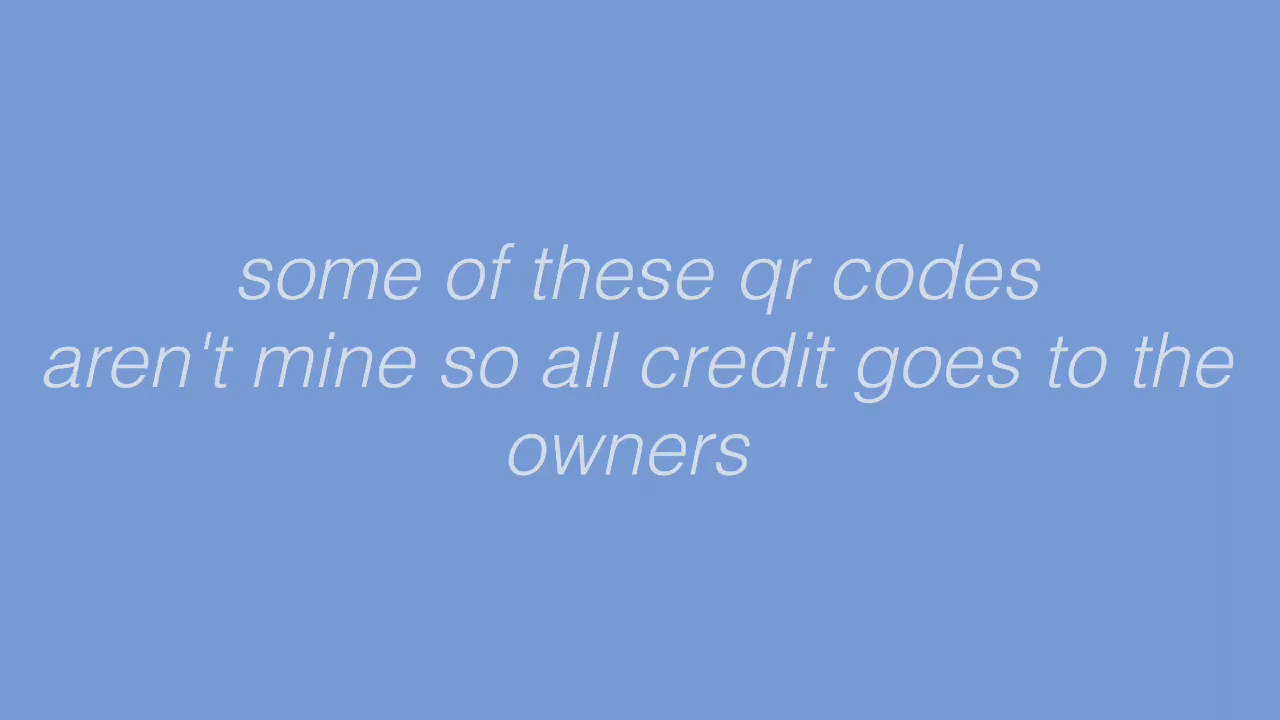 some of these qr codes
aren't mine so all credit goes to the
owners